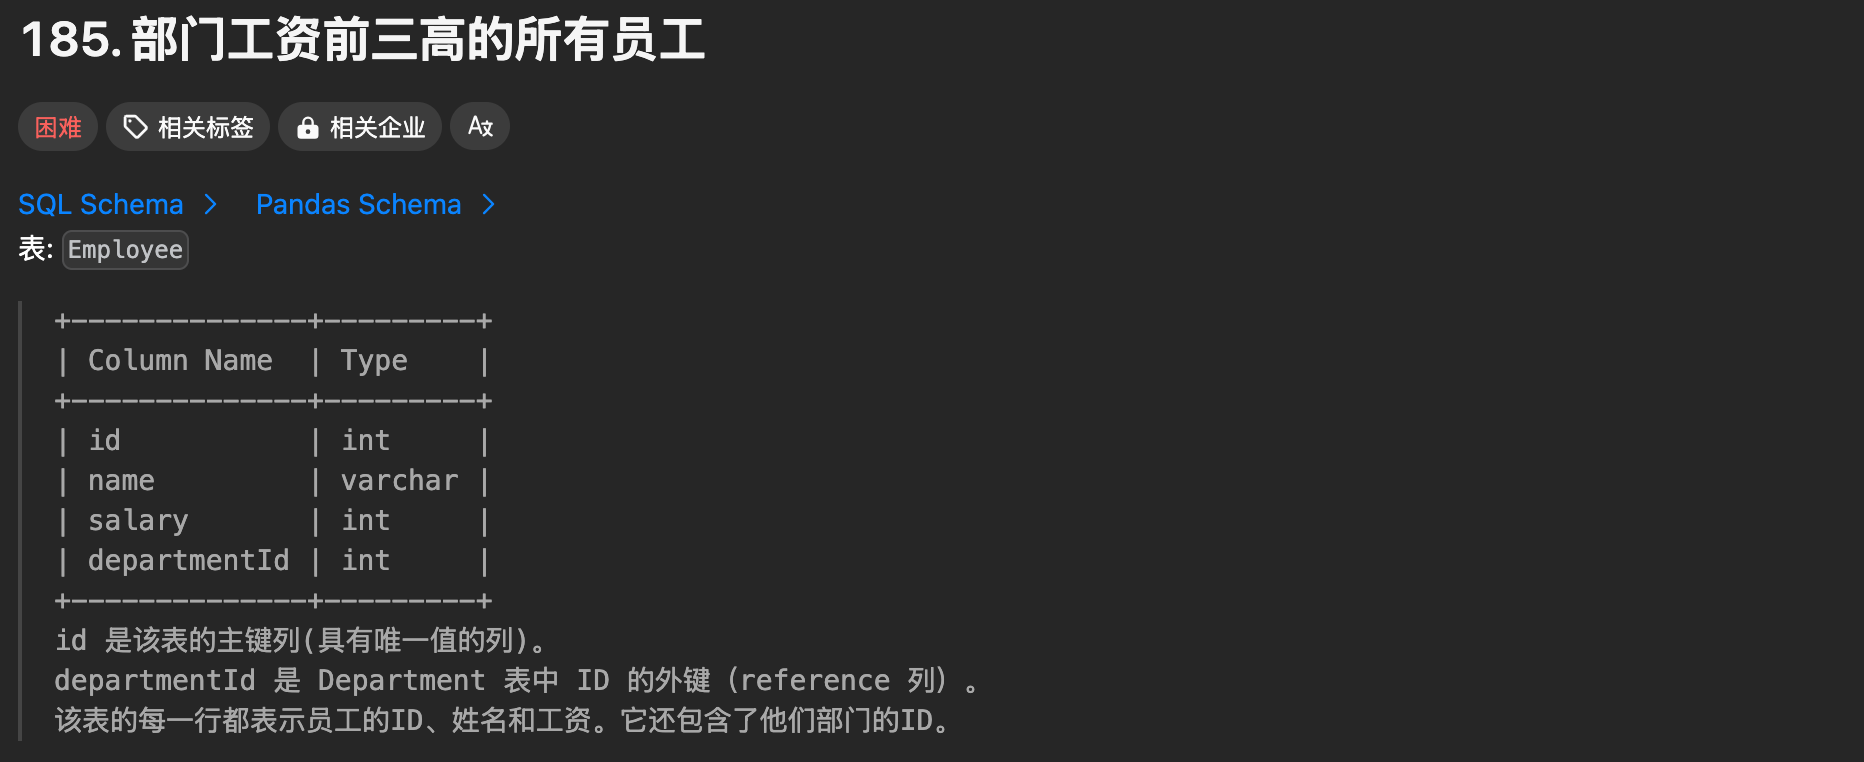 185. 部门工资前三高的所有员工
困难 相关标签 相关企业 A文
SQL Schema > Pandas Schema >
表: Employee
+--------------+---------+
| Column Name  | Type    |
+--------------+---------+
| id           | int     |
| name         | varchar |
| salary       | int     |
| departmentId | int     |
+--------------+---------+
id 是该表的主键列(具有唯一值的列)。
departmentId 是 Department 表中 ID 的外键（reference 列）。
该表的每一行都表示员工的ID、姓名和工资。它还包含了他们部门的ID。